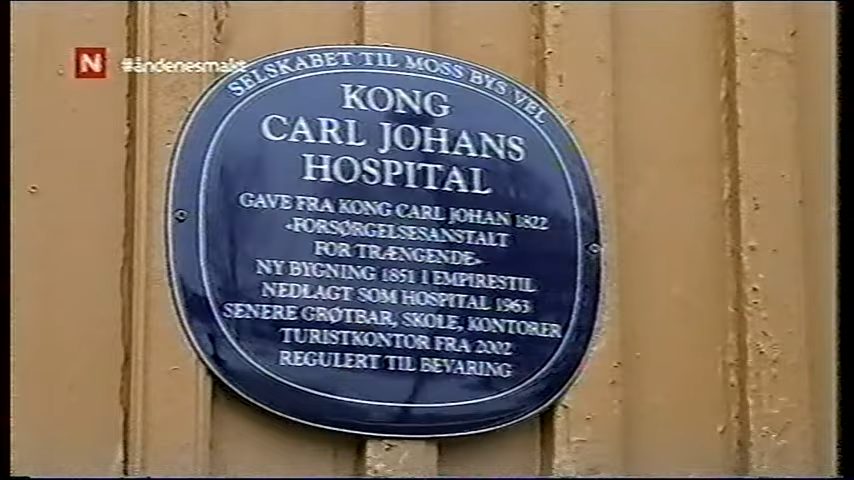 N #åndenesmakt
SELSKABET TIL MOSS BYS VEL
KONG
CARL JOHANS
HOSPITAL
GAVE FRA KONG CARL JOHAN 1822
«FORSØRGELSESANSTALT
FOR TRÆNGENDE»
NY BYGNING 1851 I EMPIRESTIL
NEDLAGT SOM HOSPITAL 1963
SENERE GRØTBAR, SKOLE, KONTORER
TURISTKONTOR FRA 2002
REGULERT TIL BEVARING